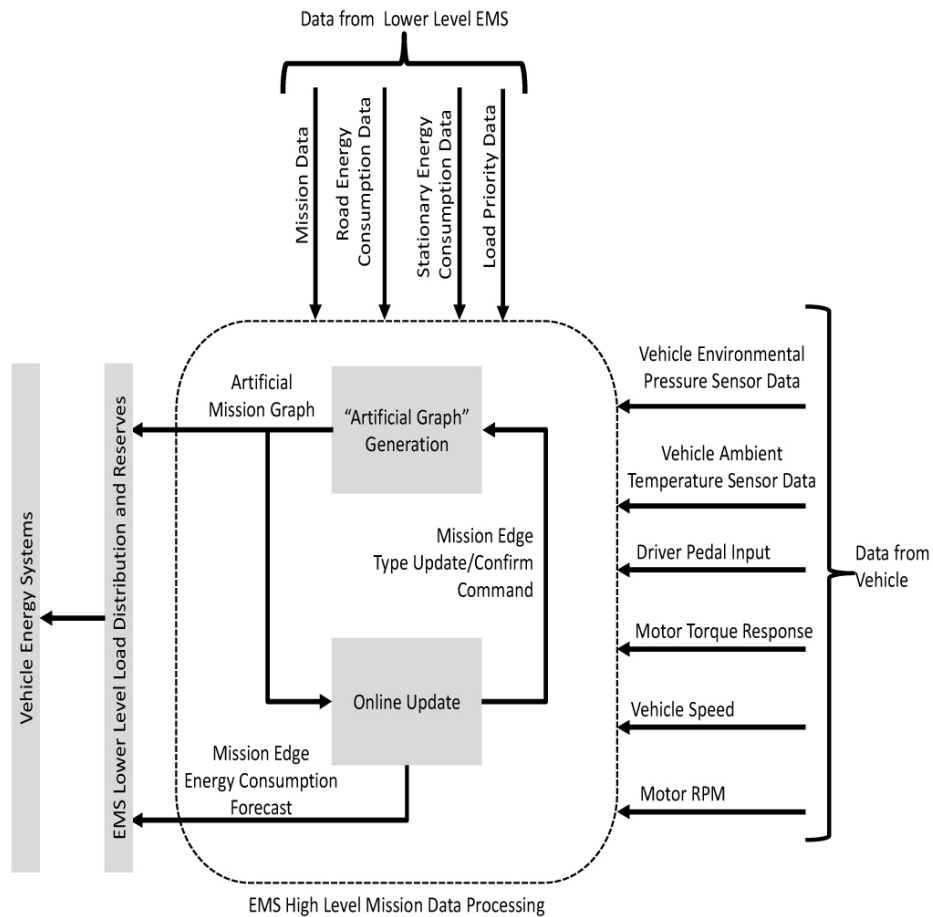 Data from Lower Level EMS
Mission Data
Road Energy
Consumption Data
Stationary Energy
Consumption Data
Load Priority Data
Vehicle Environmental
Pressure Sensor Data
Vehicle Ambient
Temperature Sensor Data
Driver Pedal Input
Motor Torque Response
Vehicle Speed
Motor RPM
Data from
Vehicle
Artificial
Mission Graph
“Artificial Graph”
Generation
Mission Edge
Type Update/Confirm
Command
Online Update
Mission Edge
Energy Consumption
Forecast
EMS Lower Level Load Distribution and Reserves
Vehicle Energy Systems
EMS High Level Mission Data Processing